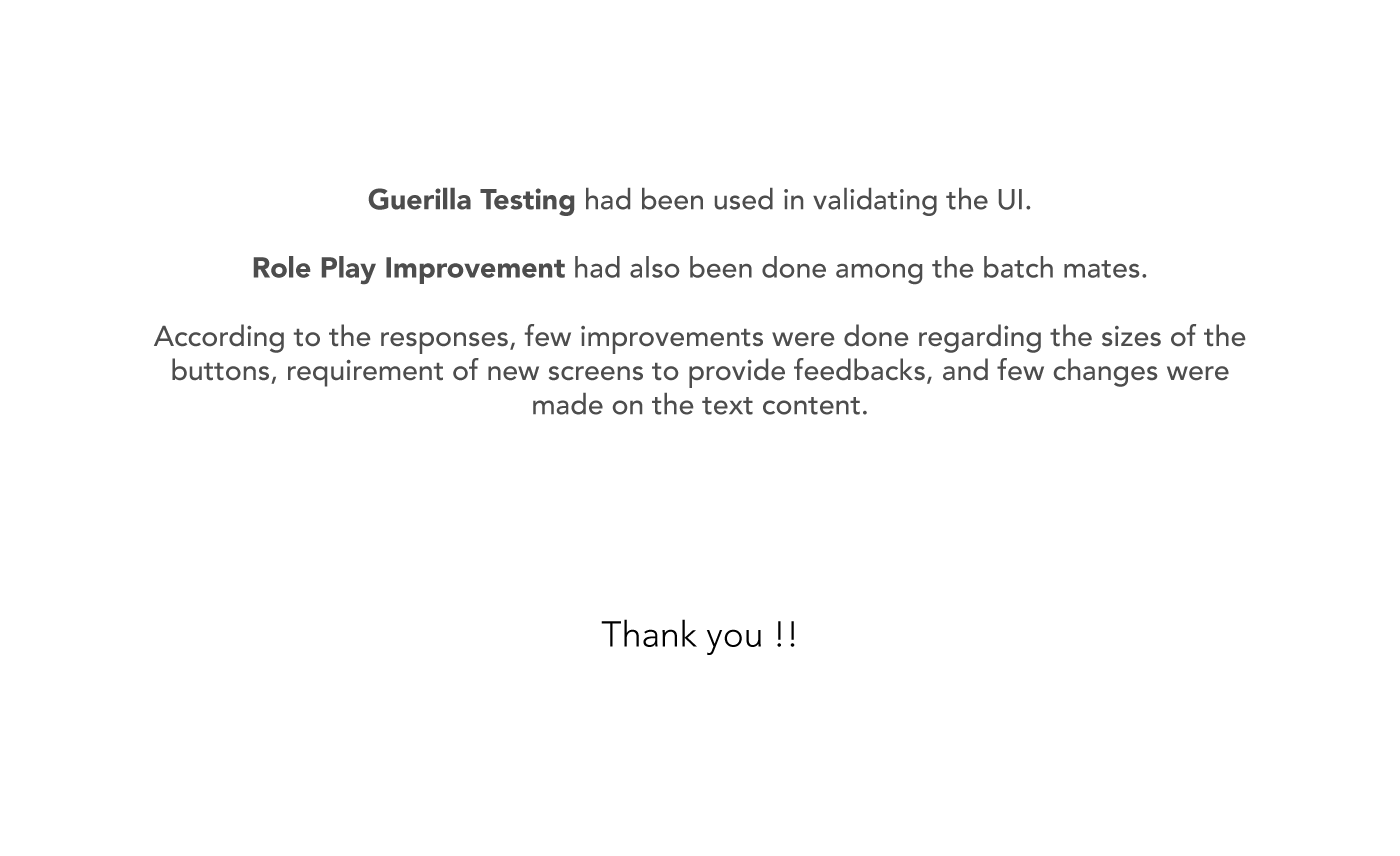 Guerilla Testing had been used in validating the UI.
Role Play Improvement had also been done among the batch mates.
According to the responses, few improvements were done regarding the sizes of the
buttons, requirement of new screens to provide feedbacks, and few changes were
made on the text content.
Thank you !!